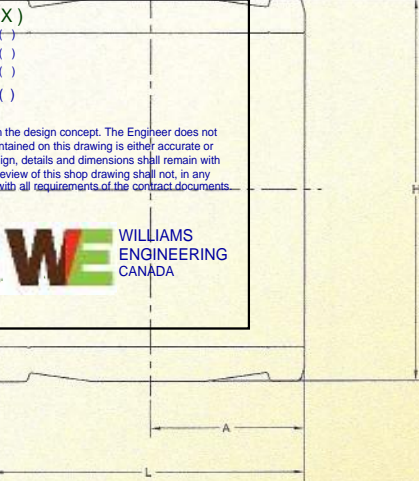 X )
( )
( )
( )
( )
n the design concept. The Engineer does not
ntained on this drawing is either accurate or
sign, details and dimensions shall remain with
eview of this shop drawing shall not, in any
with all requirements of the contract documents.
WE
WILLIAMS
ENGINEERING
CANADA
H
A
L